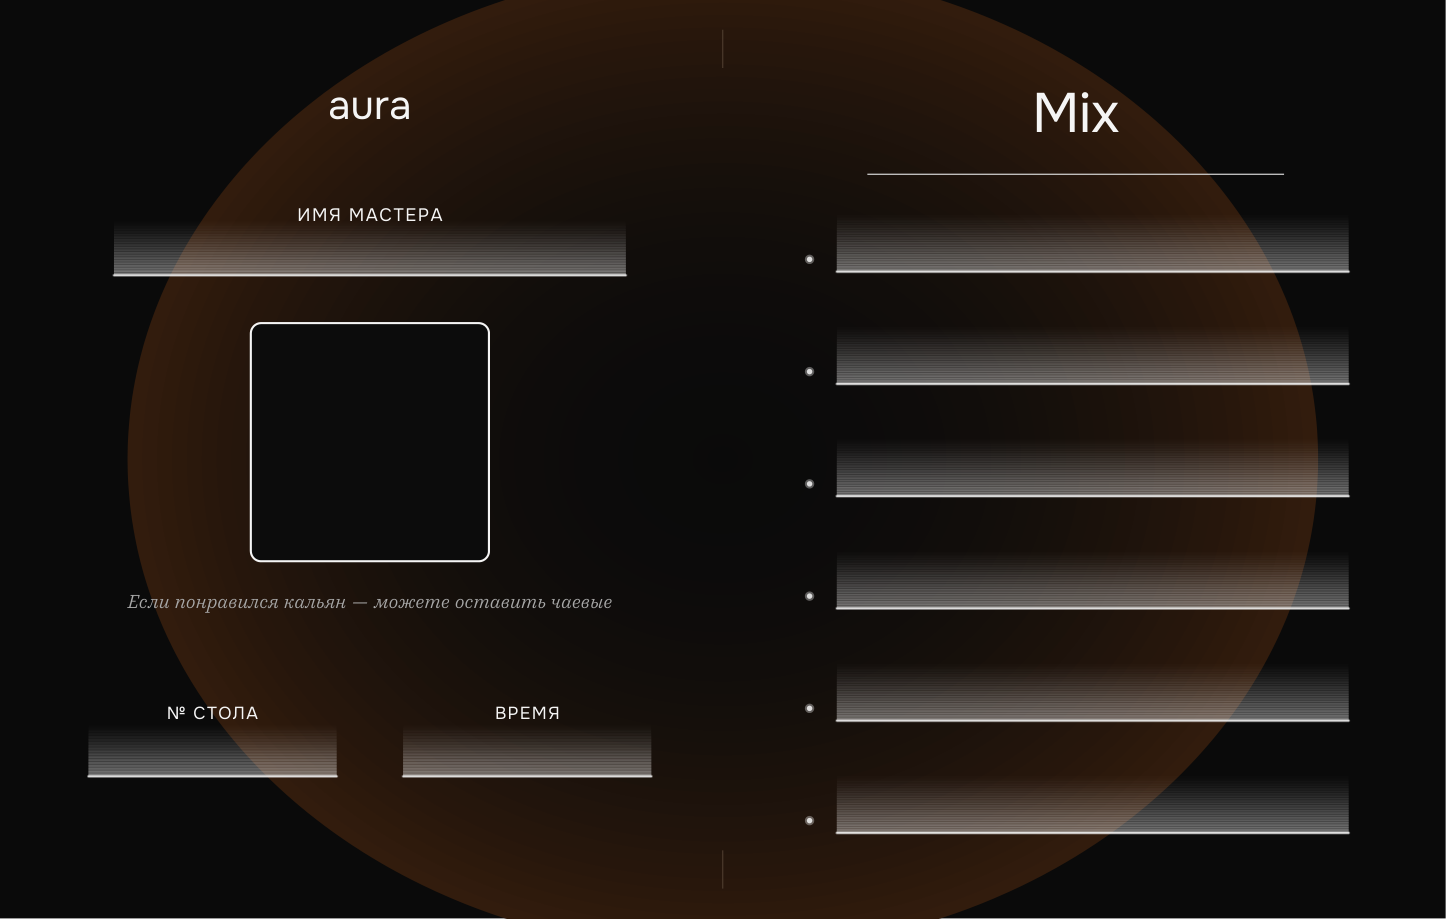 aura
ИМЯ МАСТЕРА
Если понравился кальян — можете оставить чаевые
№ СТОЛА
ВРЕМЯ
Mix